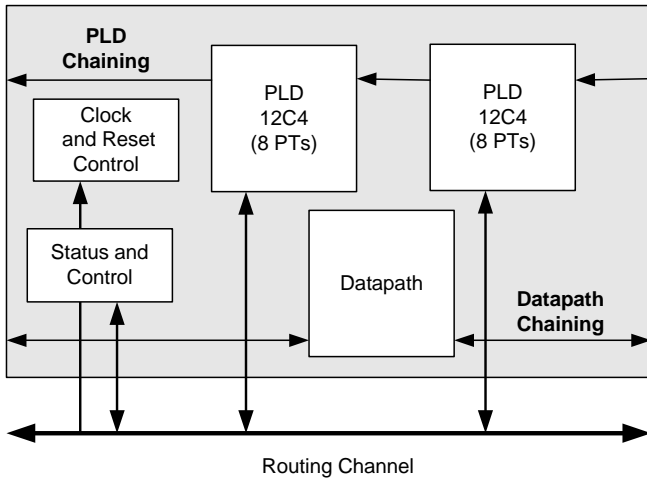 PLD
Chaining
PLD
12C4
(8 PTs)
PLD
12C4
(8 PTs)
Clock
and Reset
Control
Status and
Control
Datapath
Datapath
Chaining
Routing Channel